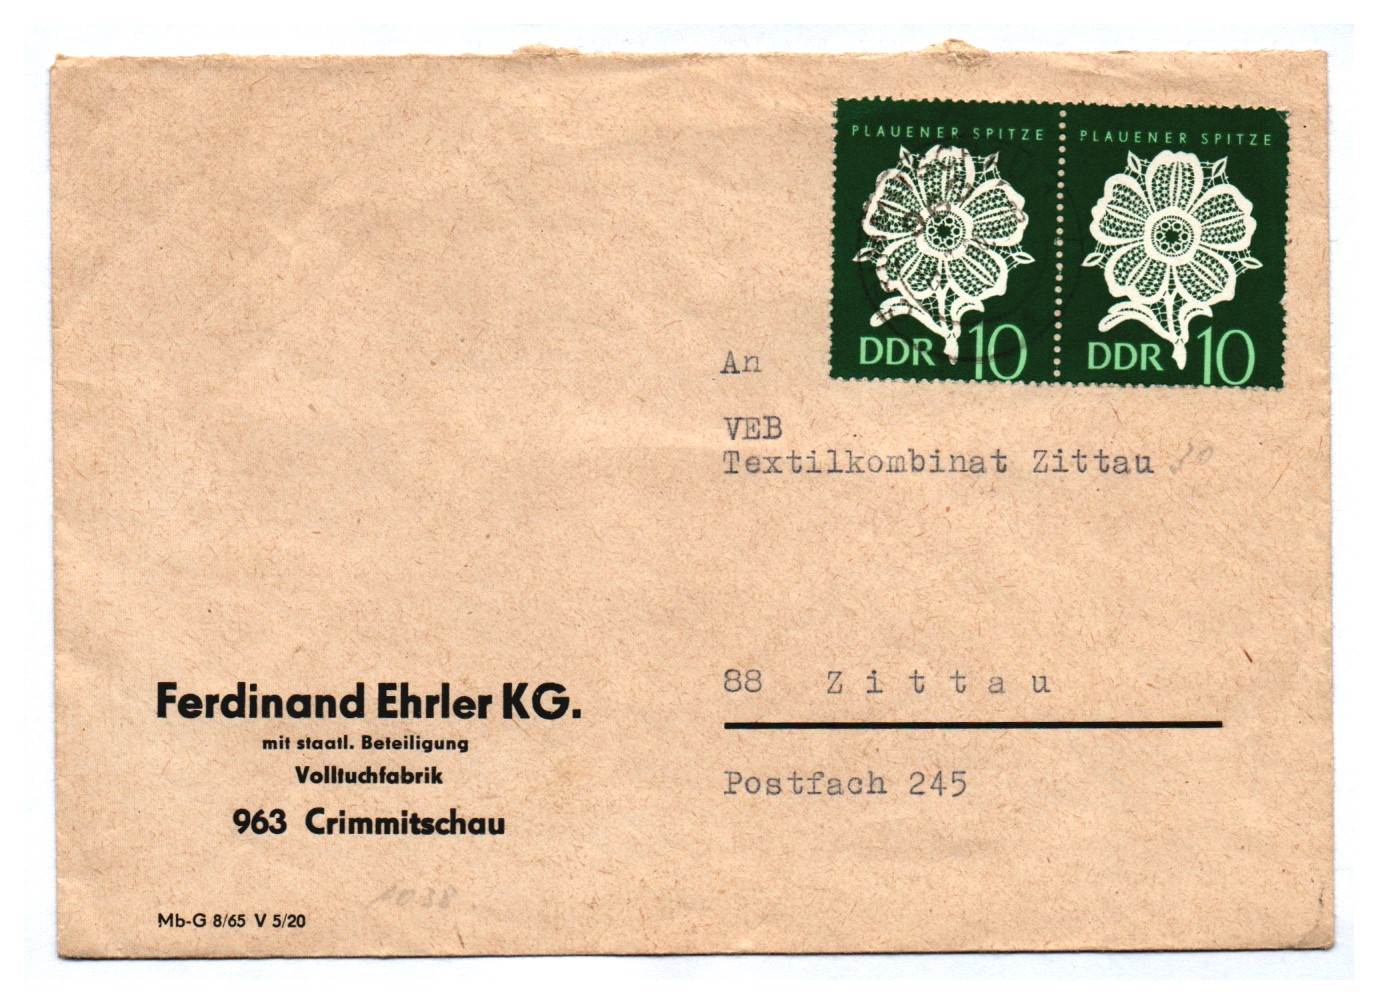 PLAUENER SPITZE
DDR 10
PLAUENER SPITZE
DDR 10
An
VEB
Textilkombinat Zittau
88 Zittau
Postfach 245
Ferdinand Ehrler KG.
mit staatl. Beteiligung
Volltuchfabrik
963 Crimmitschau
Mb-G 8/65 V 5/20